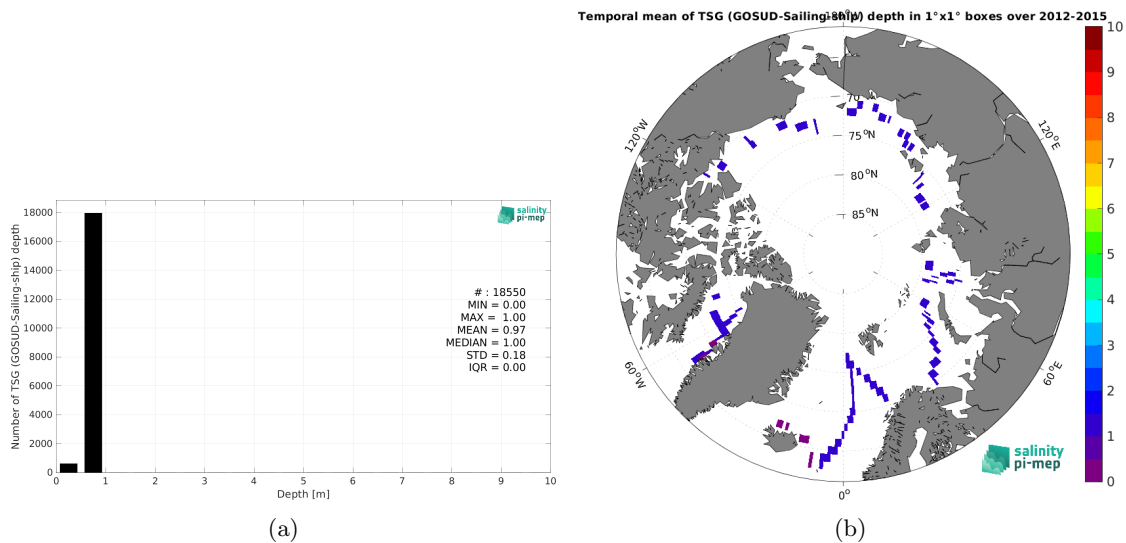 Number of TSG (GOSUD-Sailing-ship) depth
18000
16000
14000
12000
10000
8000
6000
4000
2000
0
0 1 2 3 4 5 6 7 8 9 10
Depth [m]
salinity
pi-mep
# : 18550
MIN = 0.00
MAX = 1.00
MEAN = 0.97
MEDIAN = 1.00
STD = 0.18
IQR = 0.00
(a)
Temporal mean of TSG (GOSUD-Sailing-ship) depth in 1°x1° boxes over 2012-2015
180°W
120°W
120°E
60°W
60°E
0°
70
75°N
80°N
85°N
10
9
8
7
6
5
4
3
2
1
0
salinity
pi-mep
(b)